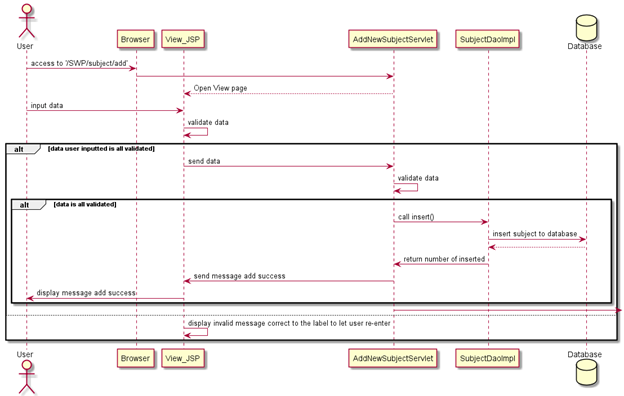 User
Browser
View_JSP
AddNewSubjectServlet
SubjectDaoImpl
Database
access to '/SWP/subject/add'
Open View page
input data
validate data
alt [data user inputted is all validated]
send data
validate data
alt [data is all validated]
call insert()
insert subject to database
return number of inserted
send message add success
display message add success
display invalid message correct to the label to let user re-enter
User
Browser
View_JSP
AddNewSubjectServlet
SubjectDaoImpl
Database